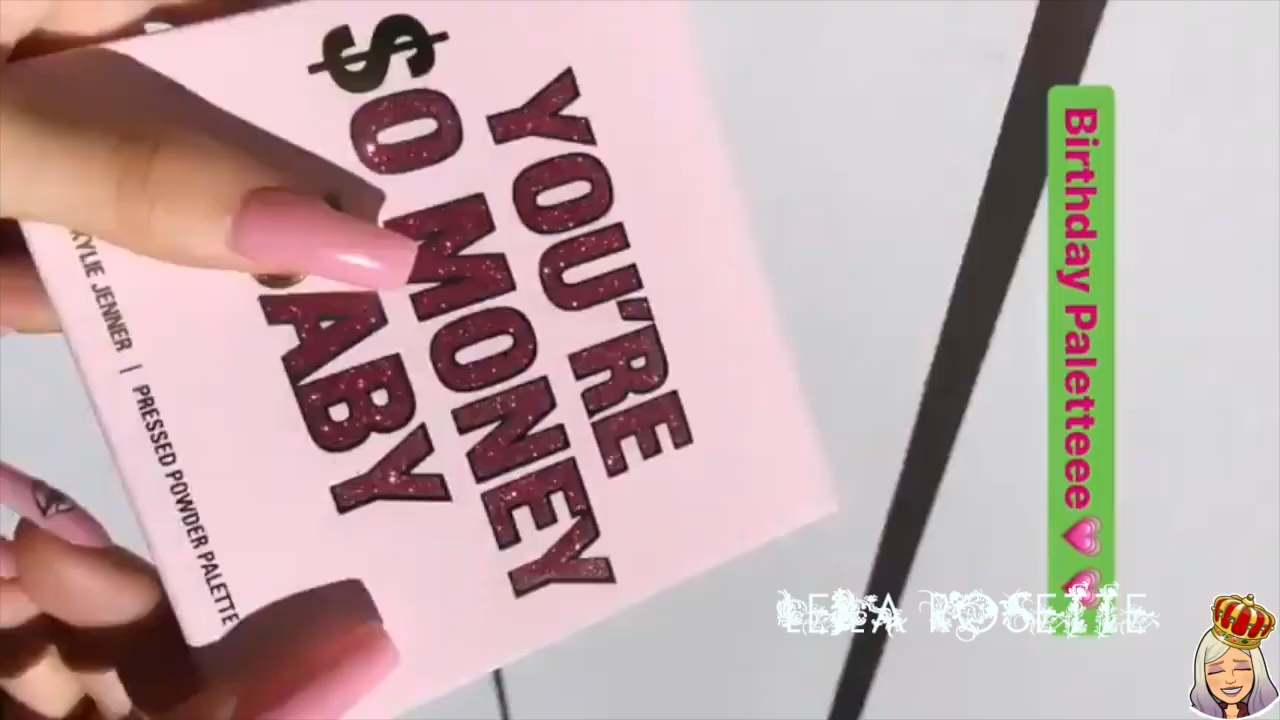 YOU'RE
$O MONEY
BABY
KYLIE JENNER | PRESSED POWDER PALETTE
Birthday Paletteee💗💗